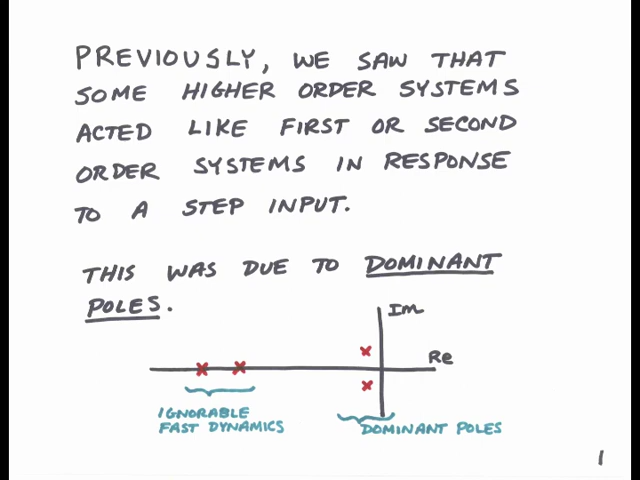 PREVIOUSLY, WE SAW THAT
SOME HIGHER ORDER SYSTEMS
ACTED LIKE FIRST OR SECOND
ORDER SYSTEMS IN RESPONSE
TO A STEP INPUT.
THIS WAS DUE TO DOMINANT
POLES.
Im
Re
IGNORABLE
FAST DYNAMICS
DOMINANT POLES
1